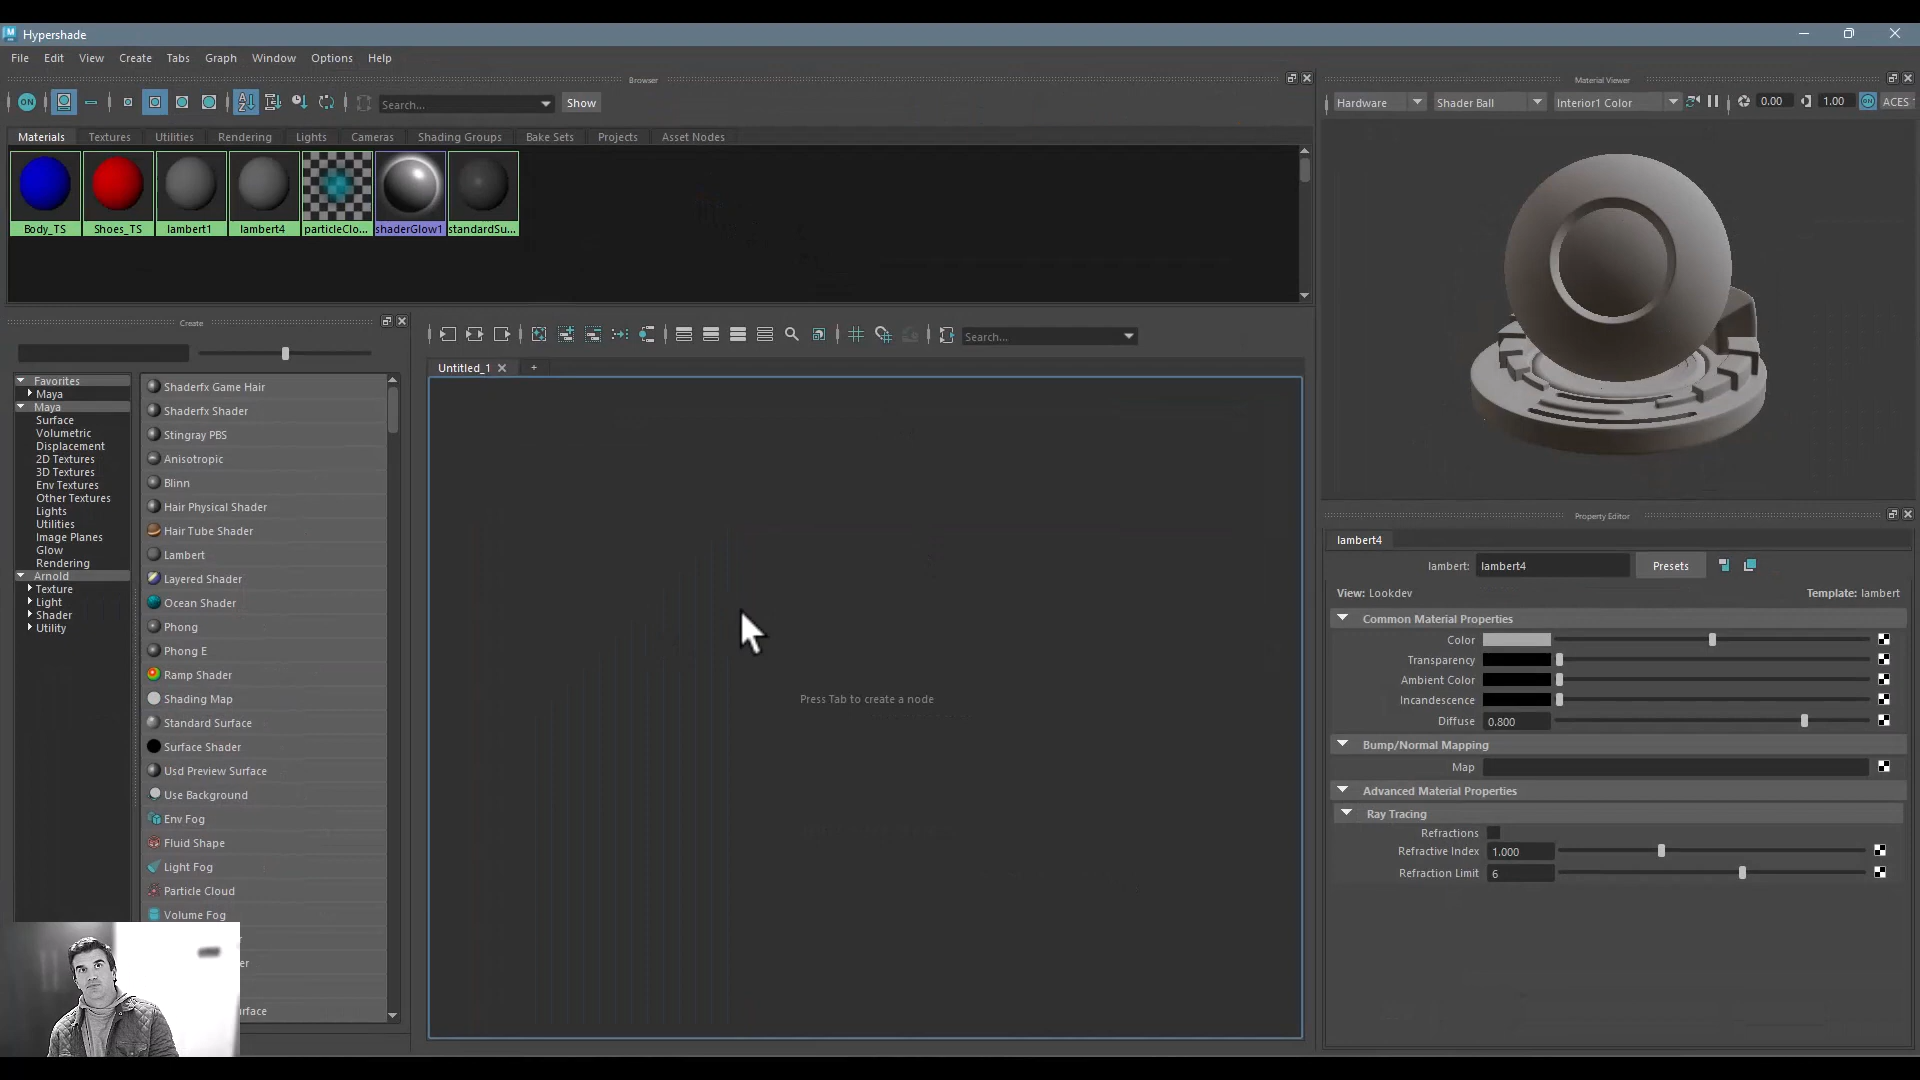 Hypershade
File Edit View Create Tabs Graph Window Options Help
Browser
ON Search... Show
Materials Textures Utilities Rendering Lights Cameras Shading Groups Bake Sets Projects Asset Nodes
Body_TS Shoes_TS lambert1 lambert4 particleClo... shaderGlow1 standardSu...
Material Viewer
Hardware Shader Ball Interior1 Color 0.00 1.00 ON ACES
Create
Favorites
Maya
Maya
Surface
Volumetric
Displacement
2D Textures
3D Textures
Env Textures
Other Textures
Lights
Utilities
Image Planes
Glow
Rendering
Arnold
Texture
Light
Shader
Utility
Shaderfx Game Hair
Shaderfx Shader
Stingray PBS
Anisotropic
Blinn
Hair Physical Shader
Hair Tube Shader
Lambert
Layered Shader
Ocean Shader
Phong
Phong E
Ramp Shader
Shading Map
Standard Surface
Surface Shader
Usd Preview Surface
Use Background
Env Fog
Fluid Shape
Light Fog
Particle Cloud
Volume Fog
Search...
Untitled_1 +
Press Tab to create a node
Property Editor
lambert4
lambert: lambert4 Presets
View: Lookdev Template: lambert
Common Material Properties
Color
Transparency
Ambient Color
Incandescence
Diffuse 0.800
Bump/Normal Mapping
Map
Advanced Material Properties
Ray Tracing
Refractions
Refractive Index 1.000
Refraction Limit 6